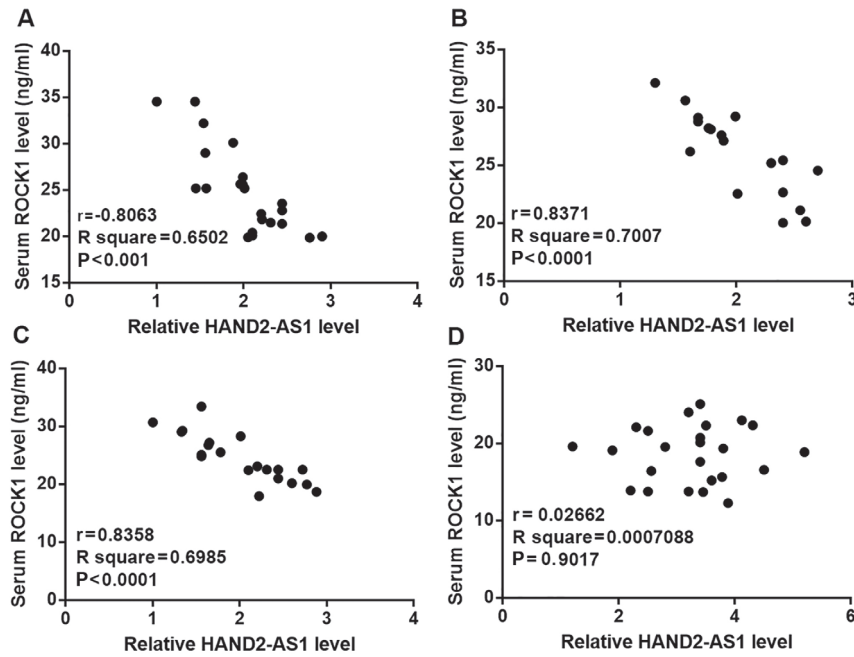 A
Serum ROCK1 level (ng/ml)
40
35
30
25
20
15
r=-0.8063
R square=0.6502
P<0.001
0
1
2
3
4
Relative HAND2-AS1 level
B
Serum ROCK1 level (ng/ml)
35
30
25
20
15
r=0.8371
R square=0.7007
P<0.0001
0
1
2
3
Relative HAND2-AS1 level
C
Serum ROCK1 level (ng/ml)
40
30
20
10
0
r=0.8358
R square=0.6985
P<0.0001
0
1
2
3
4
Relative HAND2-AS1 level
D
Serum ROCK1 level (ng/ml)
30
20
10
0
r= 0.02662
R square=0.0007088
P= 0.9017
0
2
4
6
Relative HAND2-AS1 level